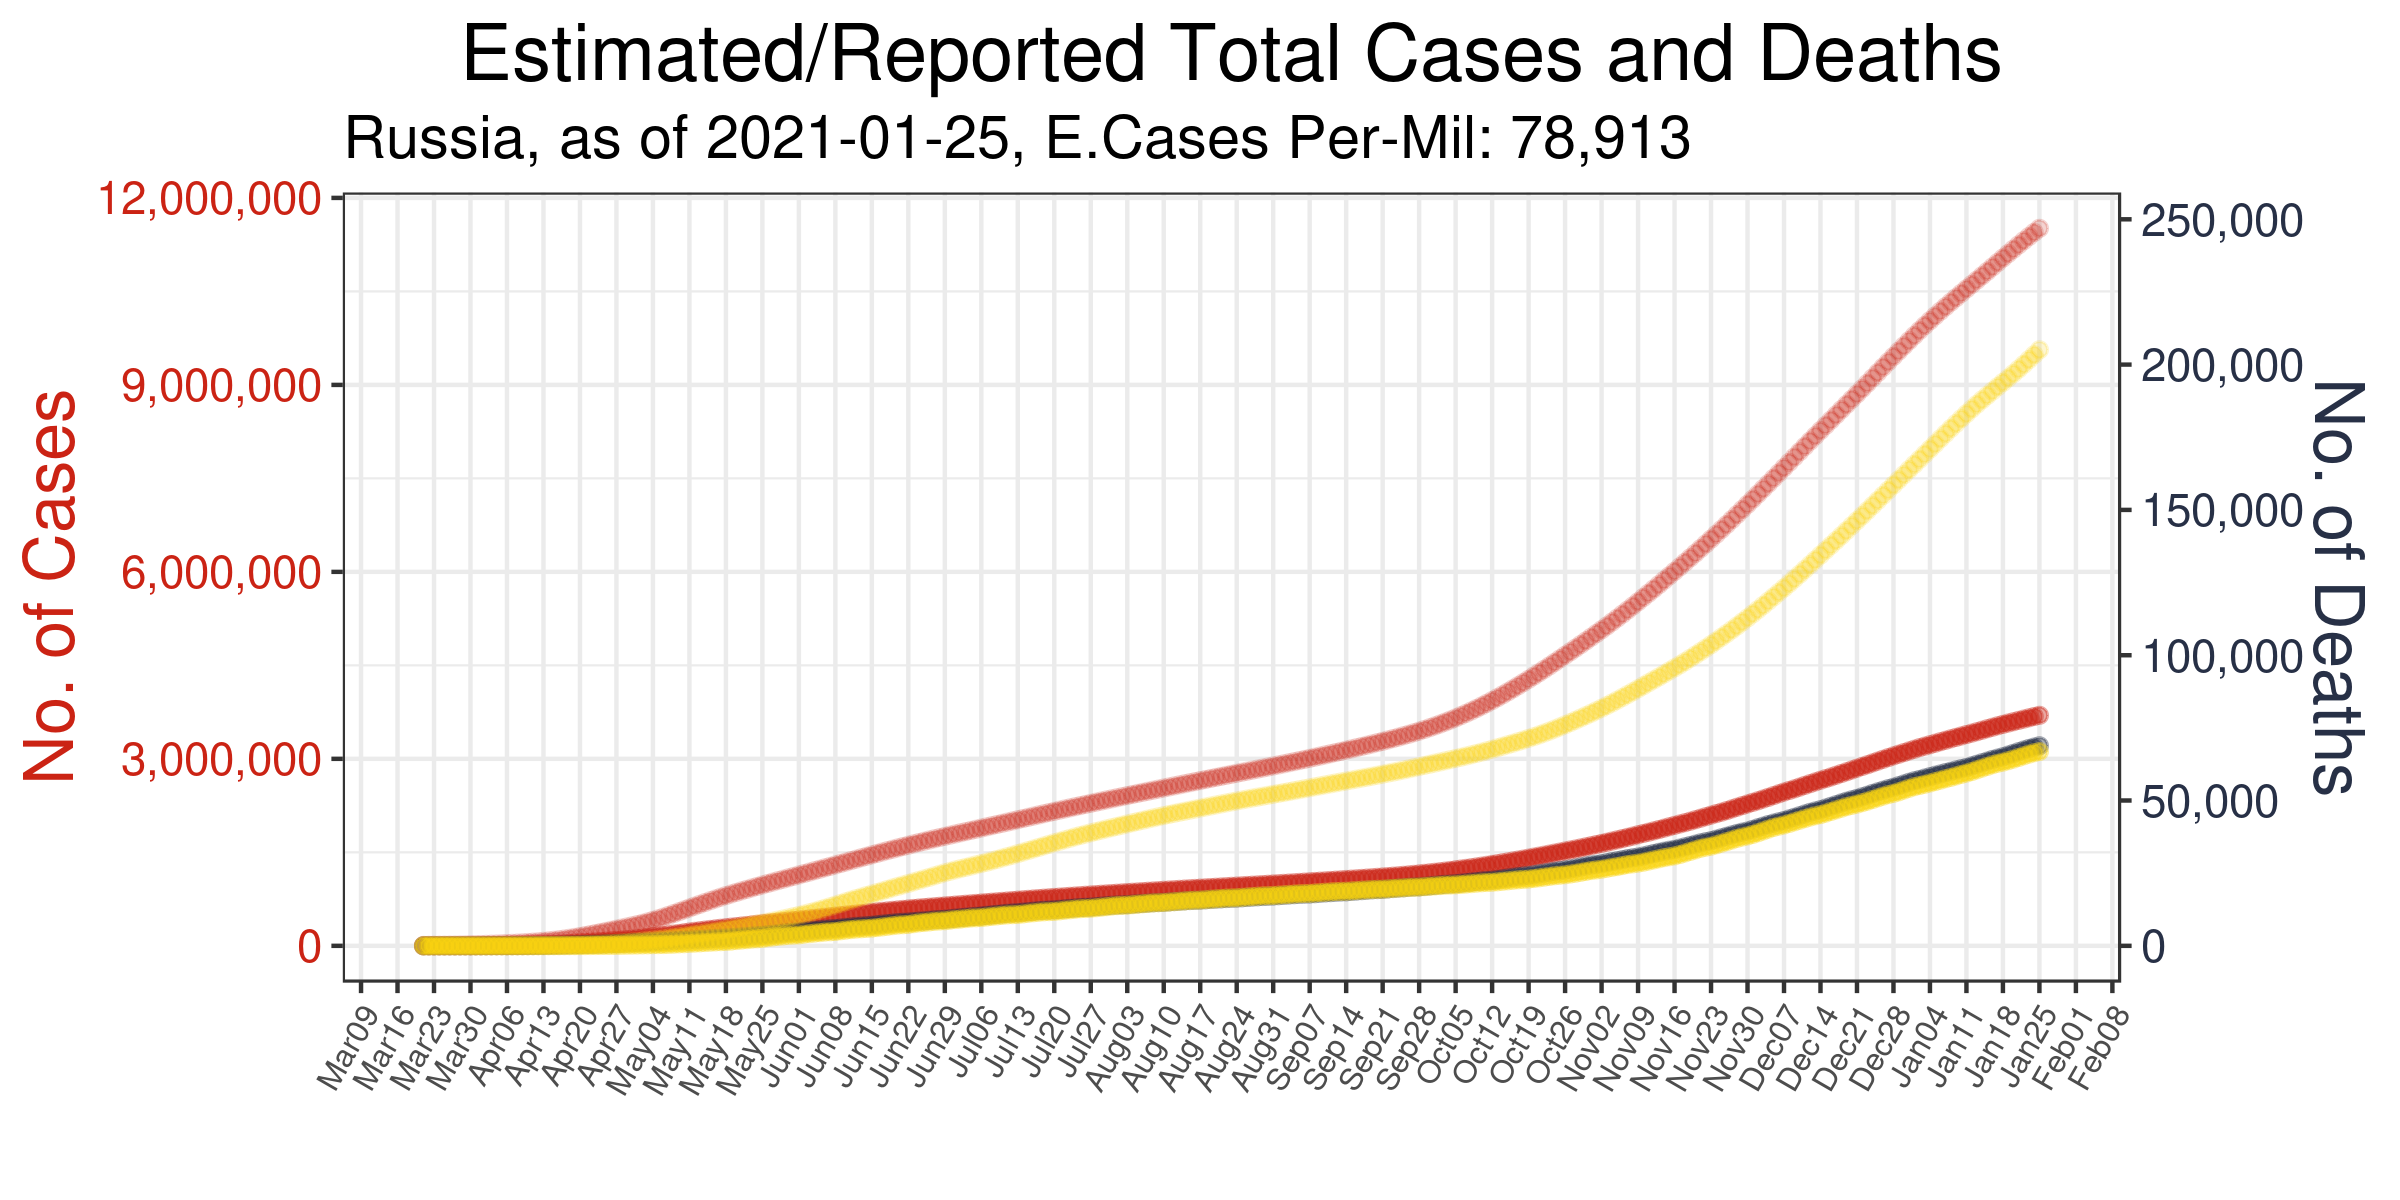 Estimated/Reported Total Cases and Deaths
Russia, as of 2021-01-25, E.Cases Per-Mil: 78,913
No. of Cases
12,000,000
9,000,000
6,000,000
3,000,000
0
250,000
200,000
150,000
100,000
50,000
0
No. of Deaths
Mar09
Mar16
Mar23
Mar30
Apr06
Apr13
Apr20
Apr27
May04
May11
May18
May25
Jun01
Jun08
Jun15
Jun22
Jun29
Jul06
Jul13
Jul20
Jul27
Aug03
Aug10
Aug17
Aug24
Aug31
Sep07
Sep14
Sep21
Sep28
Oct05
Oct12
Oct19
Oct26
Nov02
Nov09
Nov16
Nov23
Nov30
Dec07
Dec14
Dec21
Dec28
Jan04
Jan11
Jan18
Jan25
Feb01
Feb08